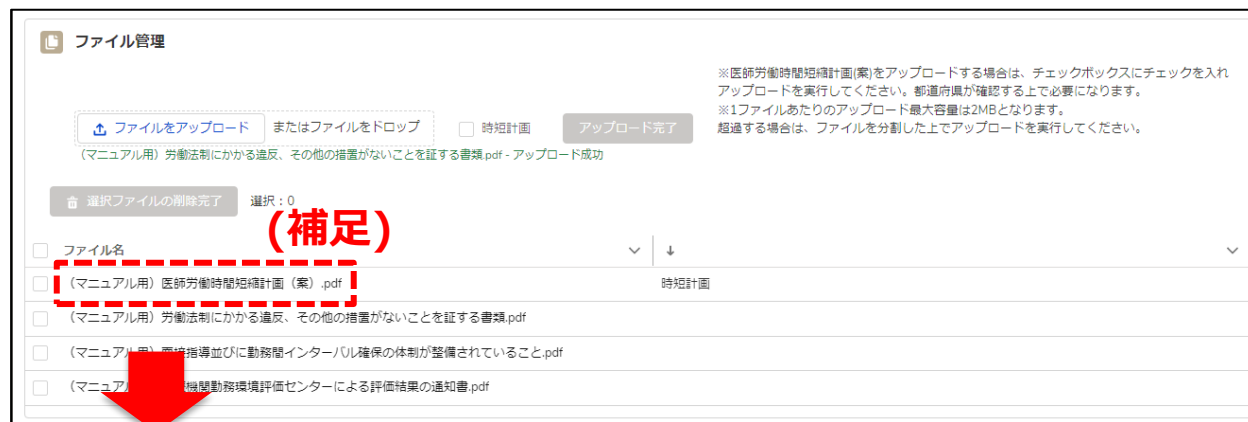 ファイル管理
※医師労働時間短縮計画(案)をアップロードする場合は、チェックボックスにチェックを入れ
アップロードを実行してください。都道府県が確認する上で必要になります。
※1ファイルあたりのアップロード最大容量は2MBとなります。
超過する場合は、ファイルを分割した上でアップロードを実行してください。
ファイルをアップロード またはファイルをドロップ 時短計画 アップロード完了
(マニュアル用)労働法制にかかる違反、その他の措置がないことを証する書類.pdf - アップロード成功
選択ファイルの削除完了 選択:0
(補足)
ファイル名
(マニュアル用)医師労働時間短縮計画(案).pdf 時短計画
(マニュアル用)労働法制にかかる違反、その他の措置がないことを証する書類.pdf
(マニュアル用)面接指導並びに勤務間インターバル確保の体制が整備されていること.pdf
(マニュアル 機関勤務環境評価センターによる評価結果の通知書.pdf